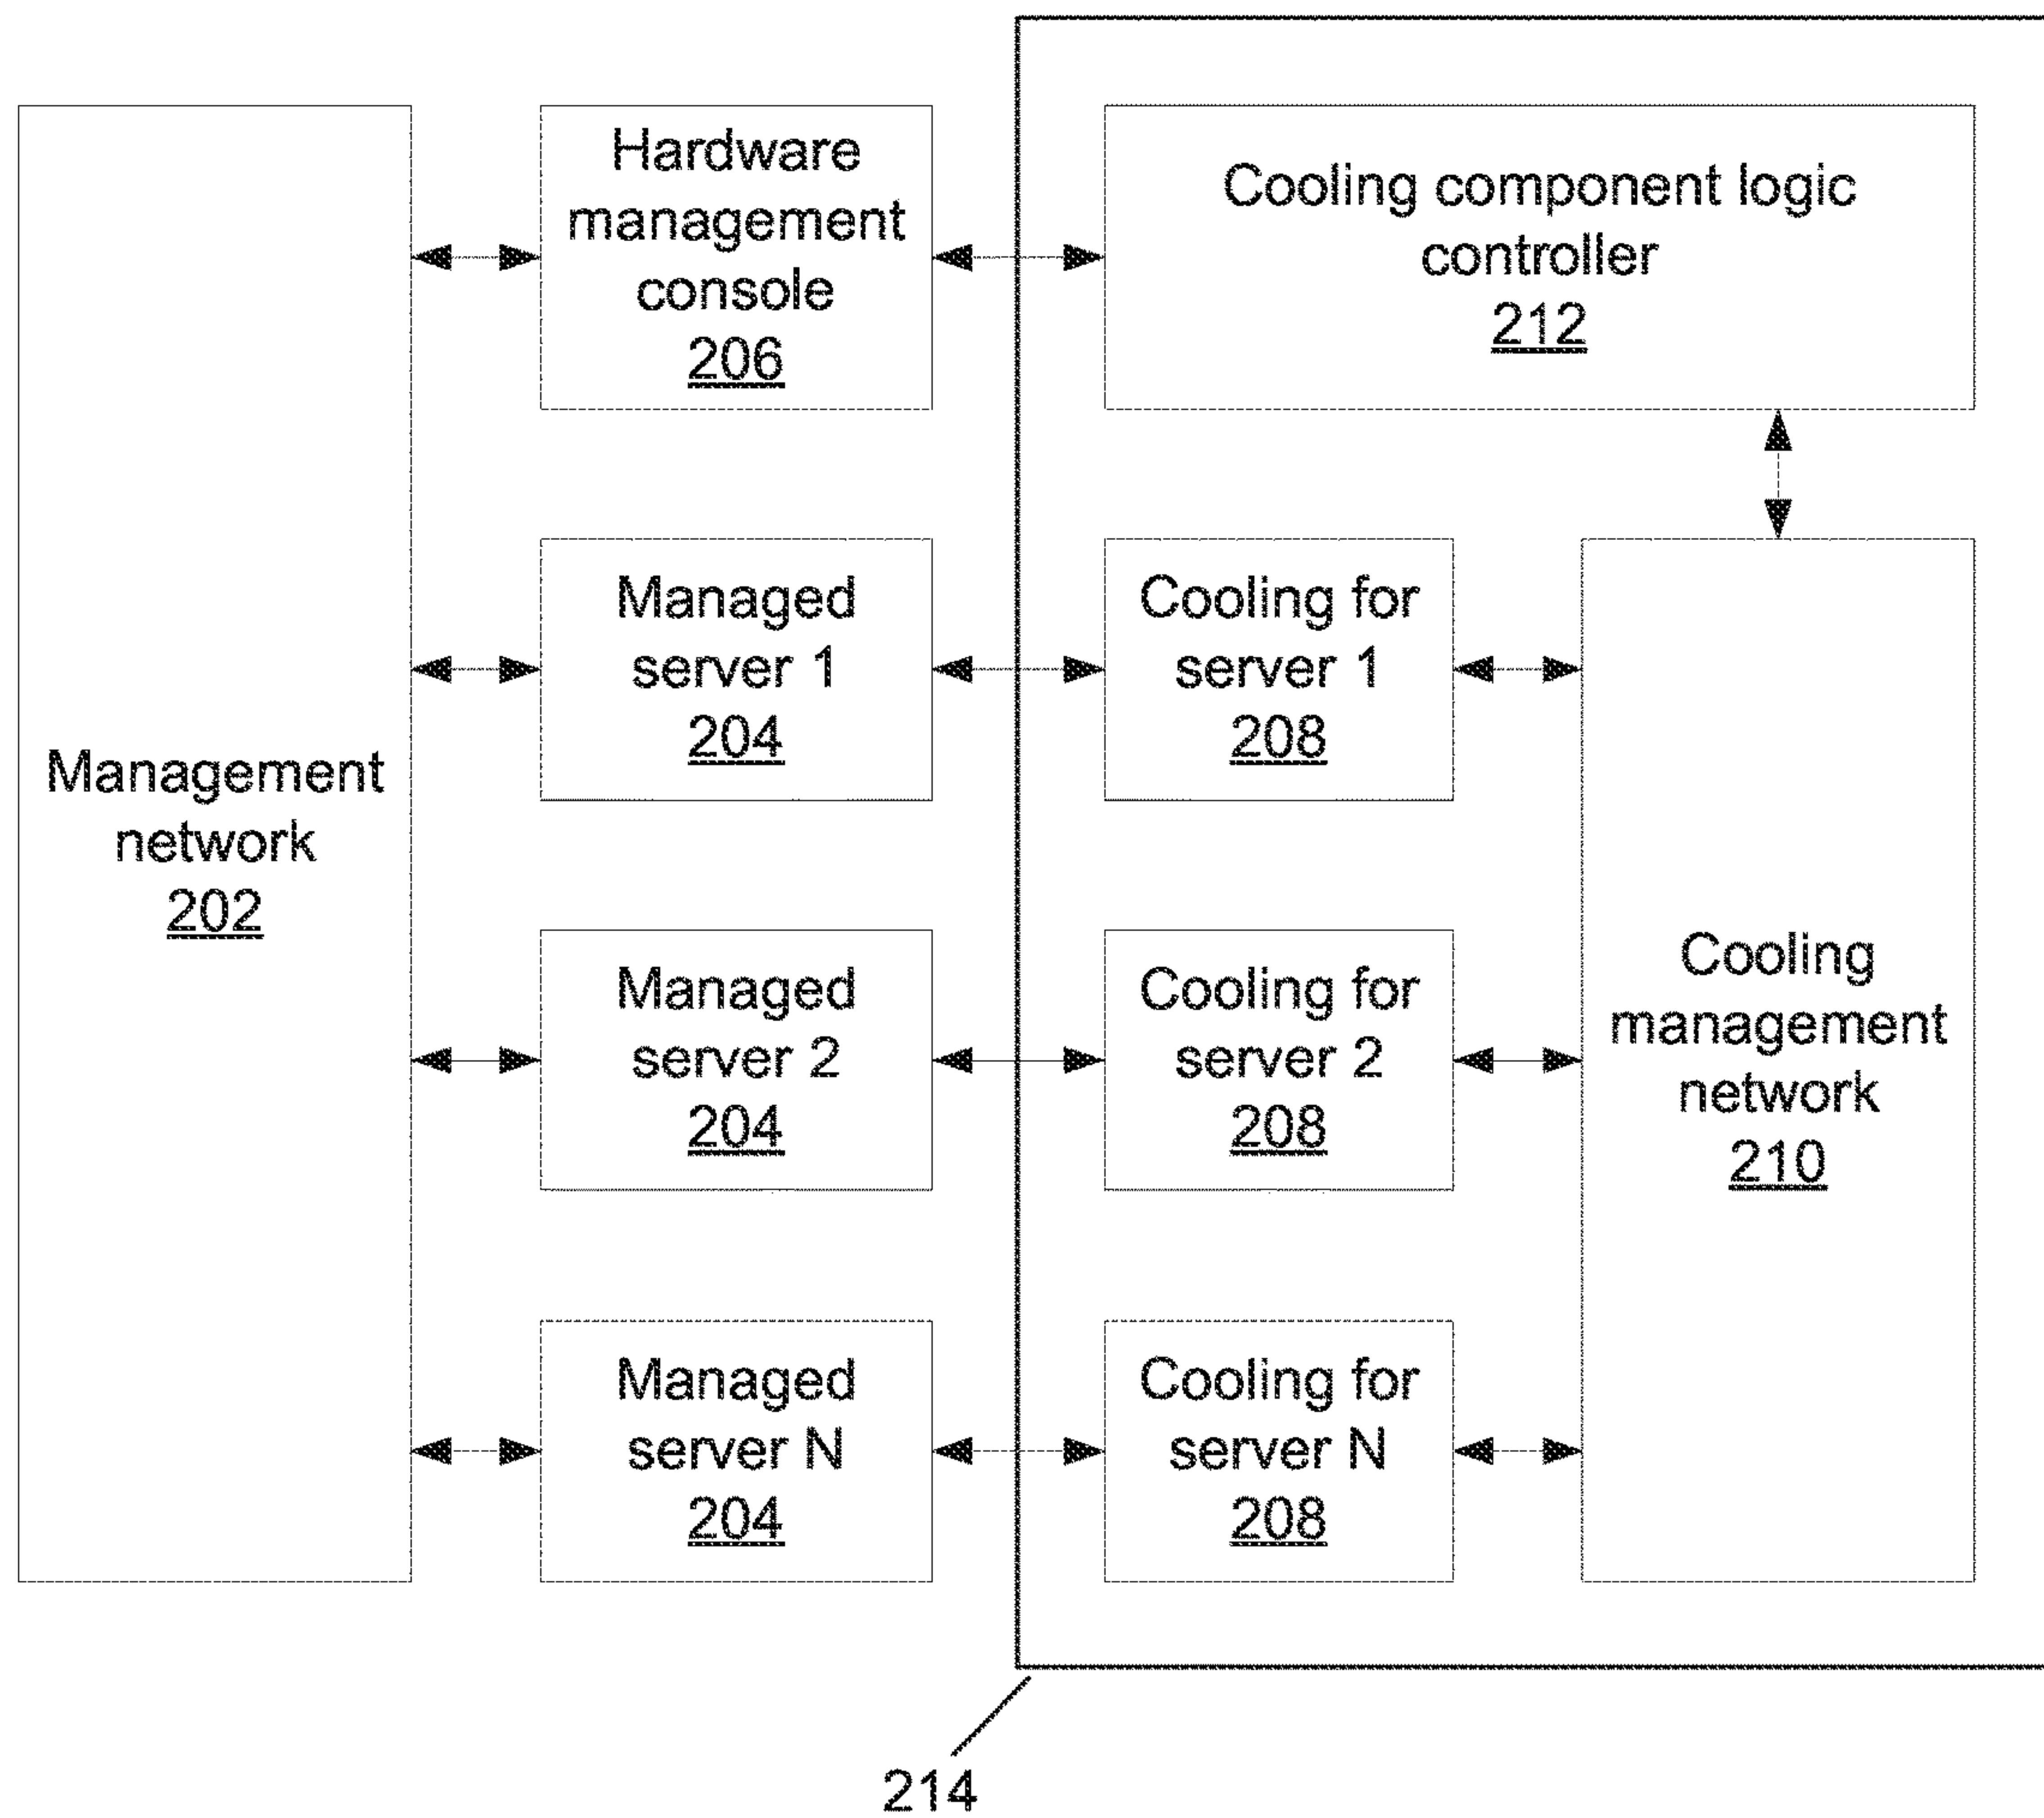 Hardware
management
console
206
Cooling component logic
controller
212
Management
network
202
Managed
server 1
204
Cooling for
server 1
208
Managed
server 2
204
Cooling for
server 2
208
Cooling
management
network
210
Managed
server N
204
Cooling for
server N
208
214